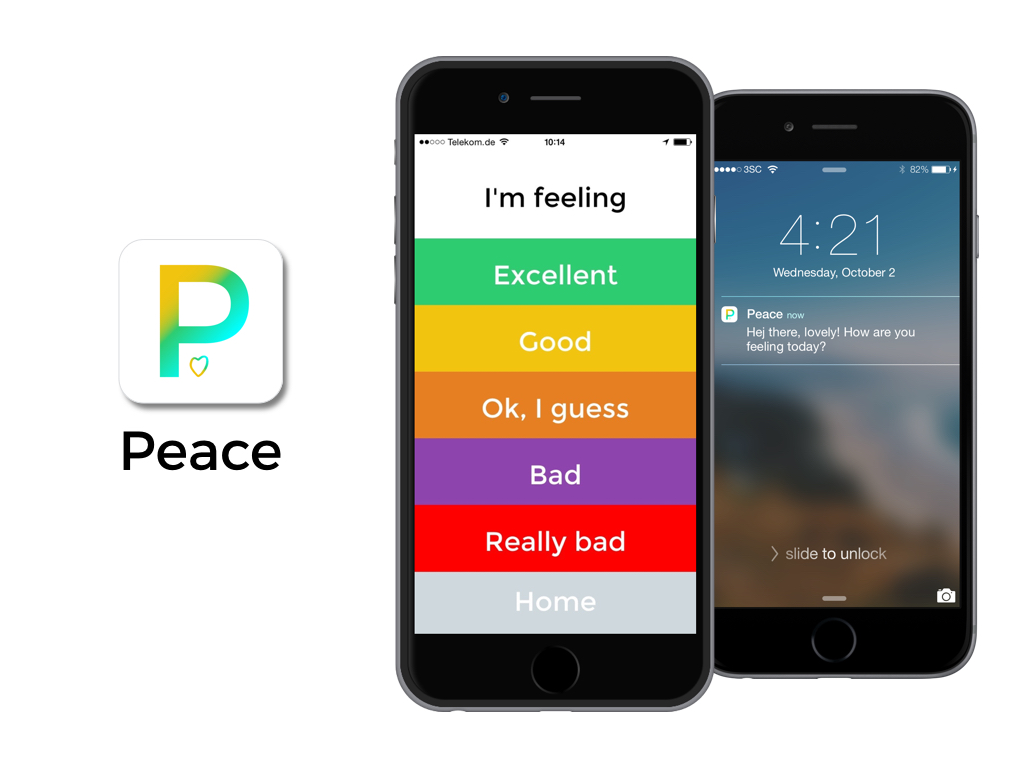 P
Peace
Telekom.de 10:14
I'm feeling
Excellent
Good
Ok, I guess
Bad
Really bad
Home
3SC 82%
4:21
Wednesday, October 2
Peace now
Hej there, lovely! How are you
feeling today?
> slide to unlock